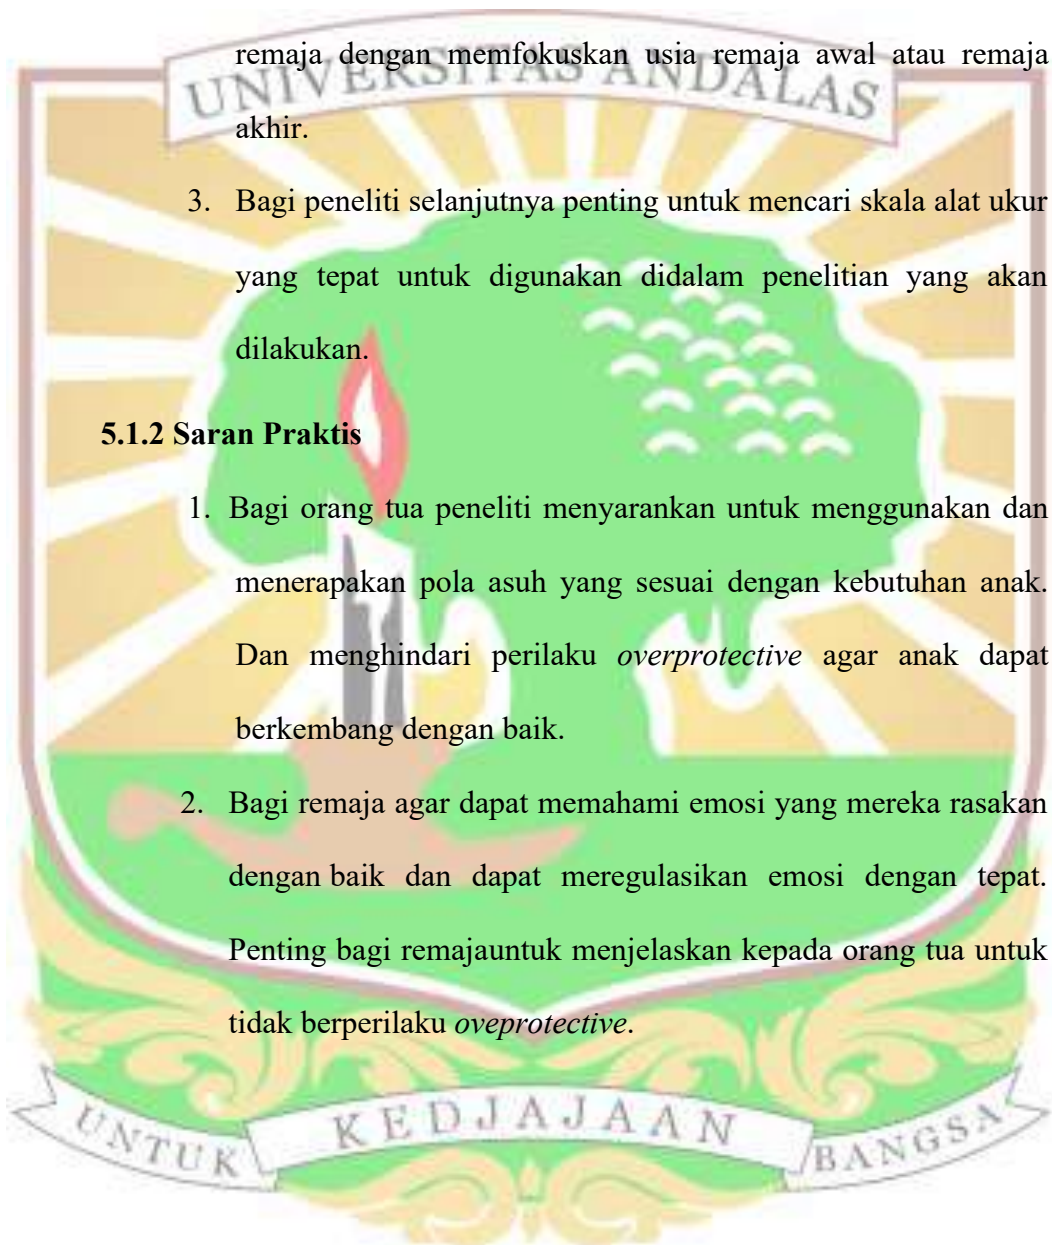 UNIVERSITAS ANDALAS
remaja dengan memfokuskan usia remaja awal atau remaja
akhir.
3. Bagi peneliti selanjutnya penting untuk mencari skala alat ukur
yang tepat untuk digunakan didalam penelitian yang akan
dilakukan.
5.1.2 Saran Praktis
1. Bagi orang tua peneliti menyarankan untuk menggunakan dan
menerapakan pola asuh yang sesuai dengan kebutuhan anak.
Dan menghindari perilaku overprotective agar anak dapat
berkembang dengan baik.
2. Bagi remaja agar dapat memahami emosi yang mereka rasakan
dengan baik dan dapat meregulasikan emosi dengan tepat.
Penting bagi remajauntuk menjelaskan kepada orang tua untuk
tidak berperilaku oveprotective.
UNTUK KEDJAJAAN BANGSA